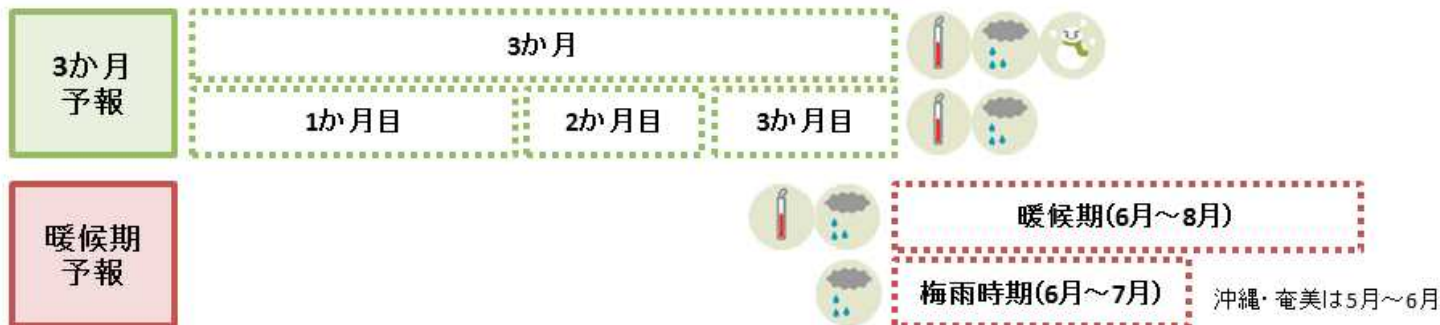 3か月
予報
3か月
1か月目
2か月目
3か月目
暖候期
予報
暖候期(6月～8月)
梅雨時期(6月～7月)
沖縄・奄美は5月～6月